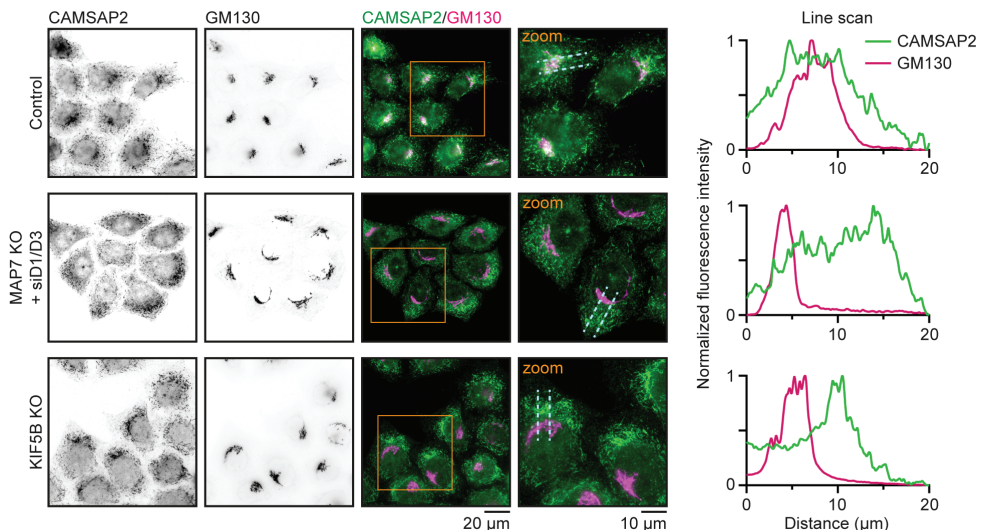 CAMSAP2 GM130 CAMSAP2/GM130 Line scan
Control
zoom
1
0
0 10 20
CAMSAP2
GM130
MAP7 KO
+ siD1/D3
zoom
1
0
0 10 20
Normalized fluorescence intensity
KIF5B KO
zoom
1
0
0 10 20
20 µm 10 µm Distance (µm)